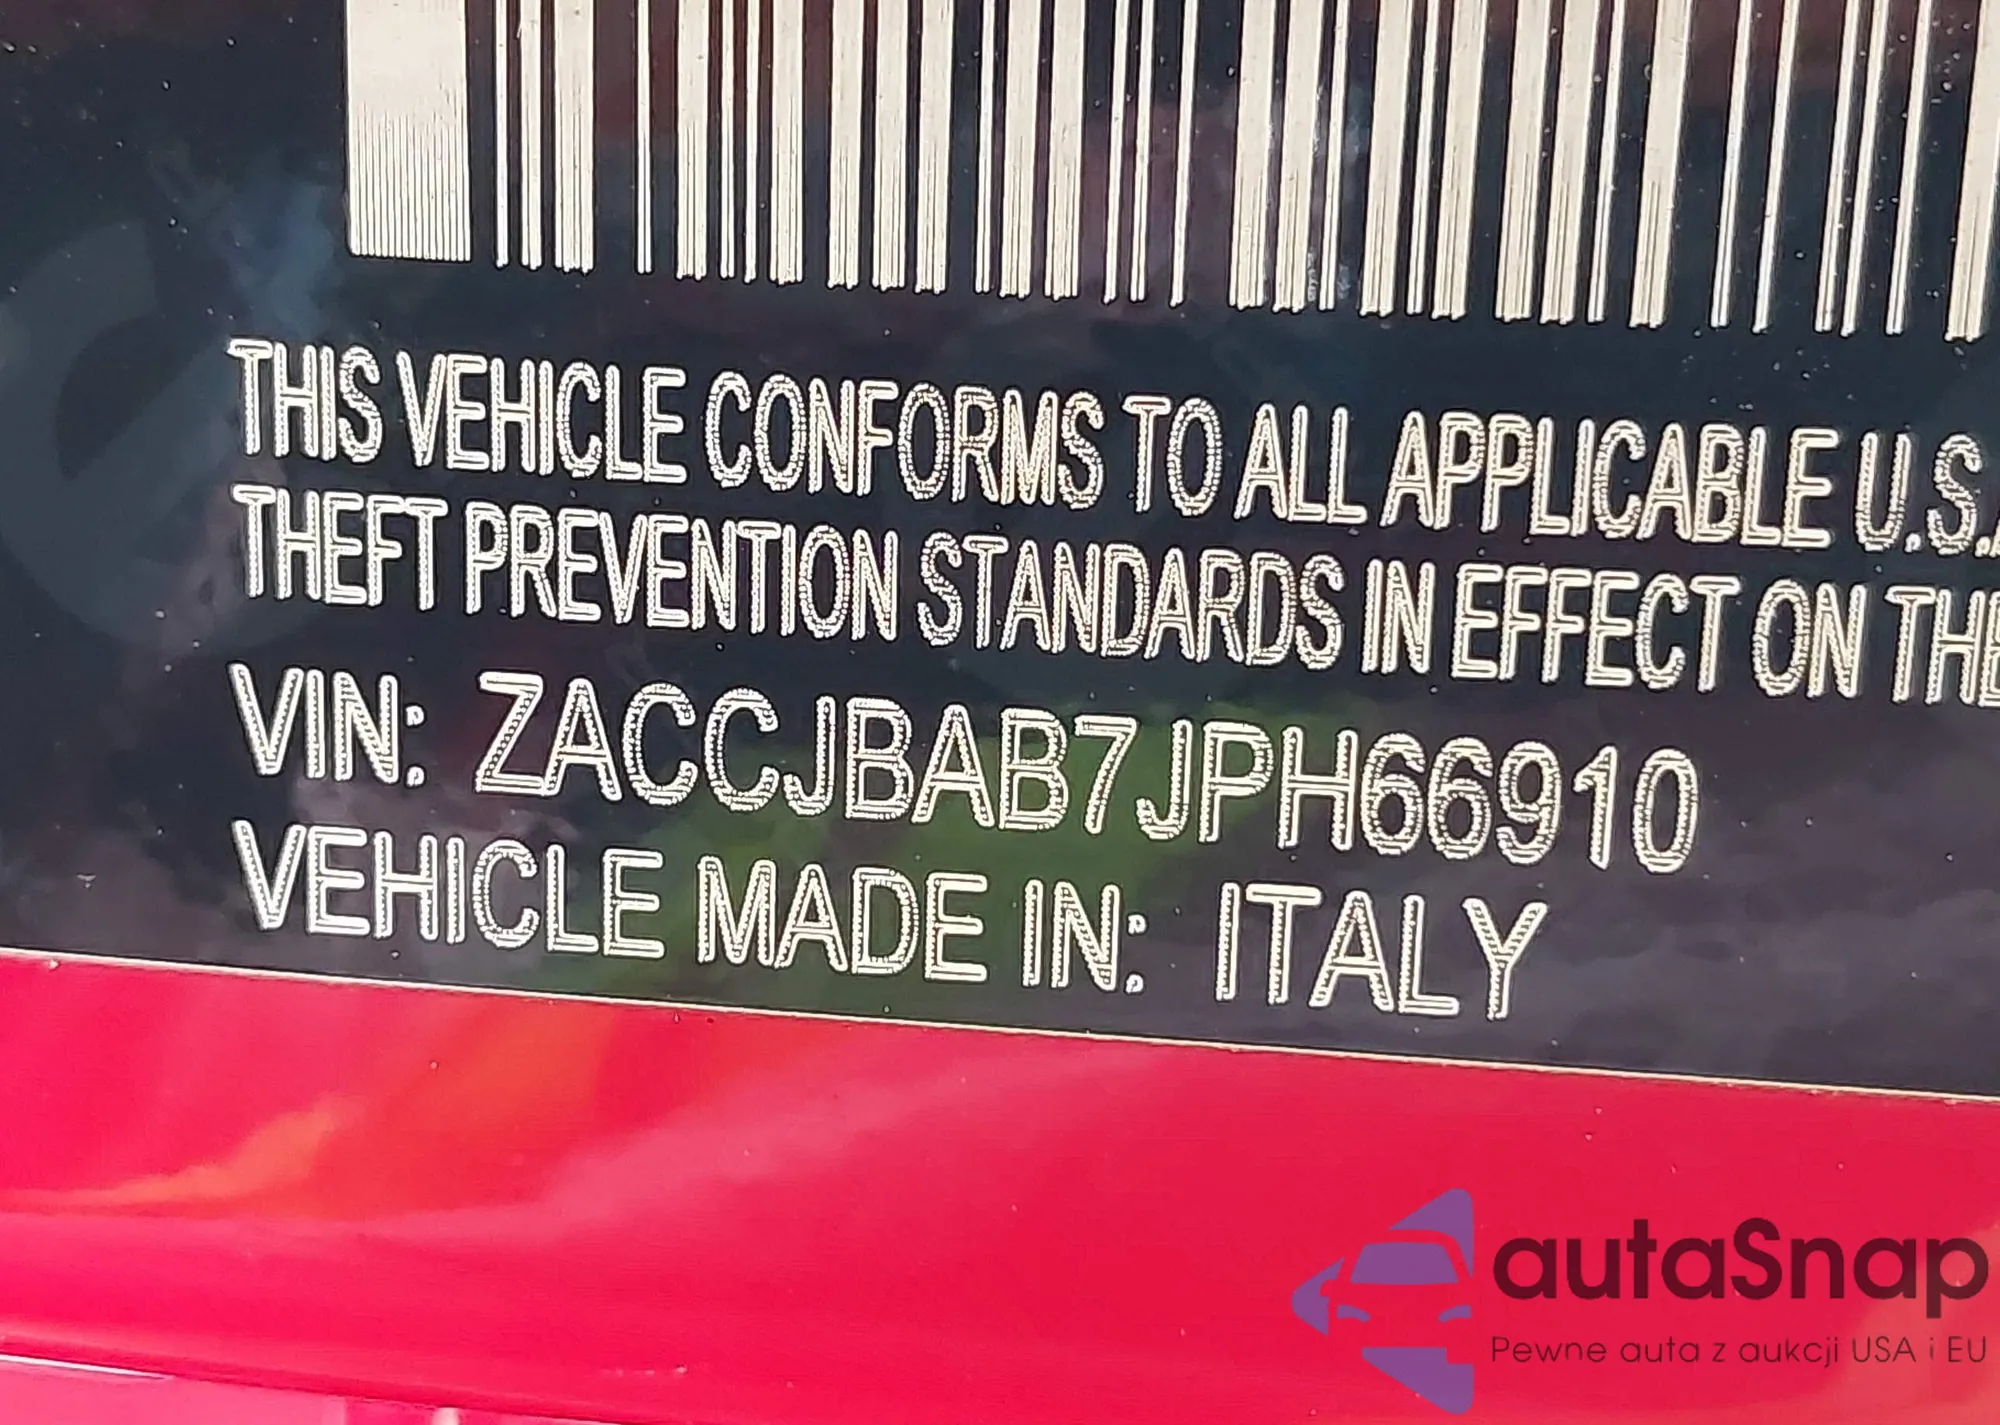 THIS VEHICLE CONFORMS TO ALL APPLICABLE U.S.
THEFT PREVENTION STANDARDS IN EFFECT ON THE
VIN: ZACCJBAB7JPH66910
VEHICLE MADE IN: ITALY
autaSnap
Pewne auta z aukcji USA i EU